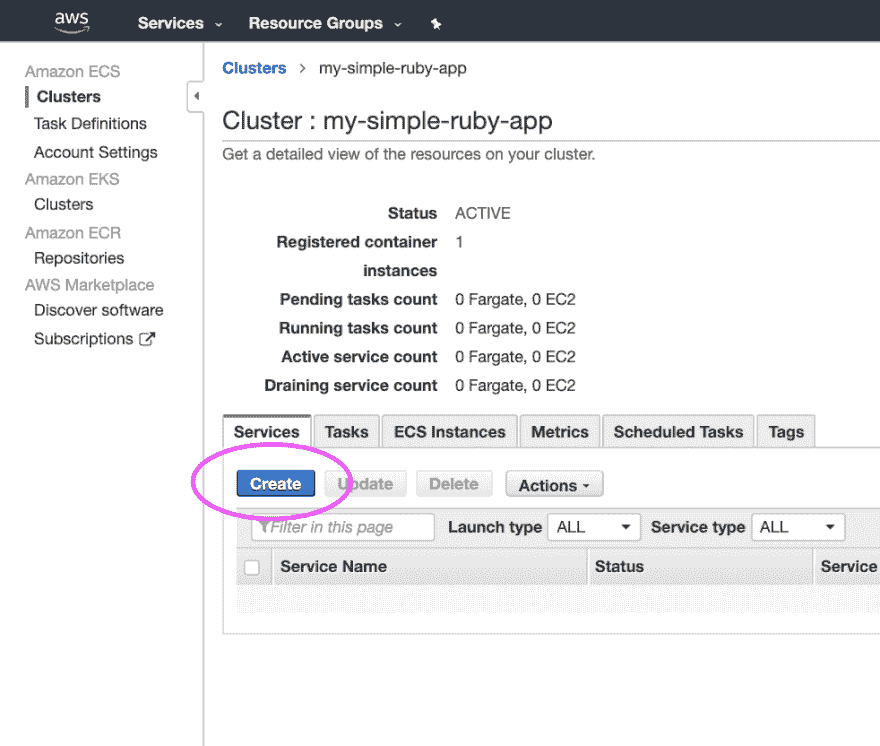 aws Services Resource Groups
Amazon ECS
Clusters
Task Definitions
Account Settings
Amazon EKS
Clusters
Amazon ECR
Repositories
AWS Marketplace
Discover software
Subscriptions
Clusters > my-simple-ruby-app
Cluster : my-simple-ruby-app
Get a detailed view of the resources on your cluster.
Status ACTIVE
Registered container 1
instances
Pending tasks count 0 Fargate, 0 EC2
Running tasks count 0 Fargate, 0 EC2
Active service count 0 Fargate, 0 EC2
Draining service count 0 Fargate, 0 EC2
Services Tasks ECS Instances Metrics Scheduled Tasks Tags
Create Update Delete Actions
Filter in this page Launch type ALL Service type ALL
Service Name Status Service